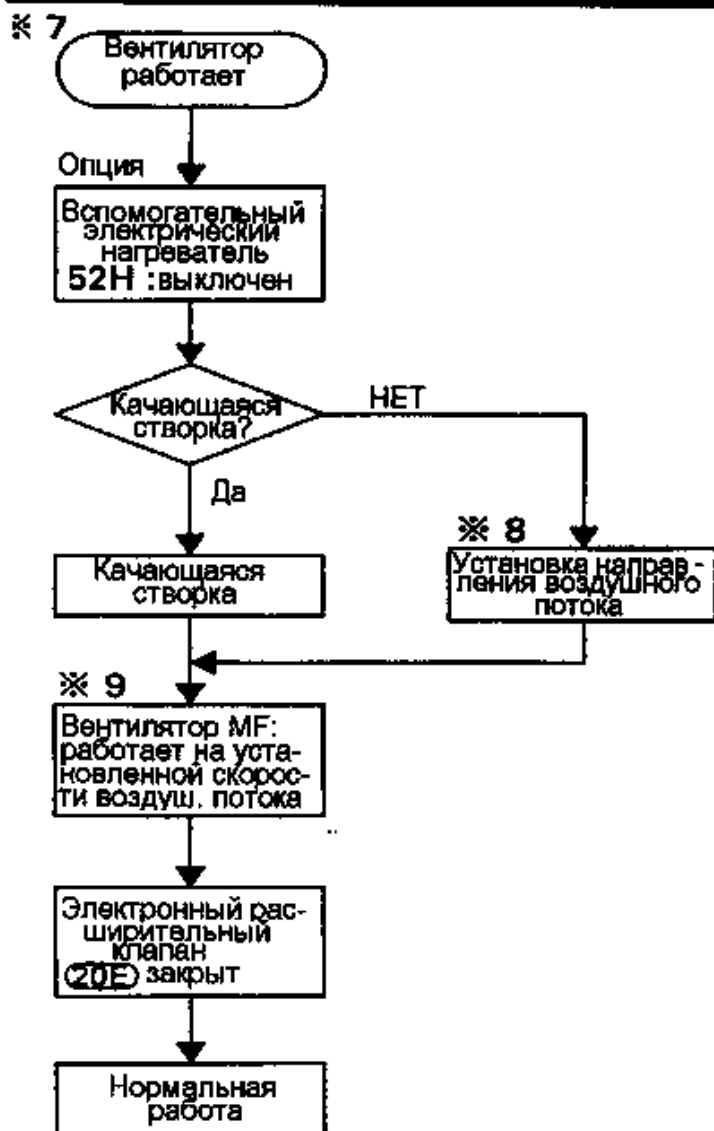 ※ 7
Вентилятор
работает
Опция
Вспомогательный
электрический
нагреватель
52H :выключен
Качающаяся
створка?
НЕТ
Да
※ 8
Качающаяся
створка
Установка направ-
ления воздушного
потока
※ 9
Вентилятор MF:
работает на уста-
новленной скорос-
ти воздуш. потока
Электронный рас-
ширительный
клапан
20E закрыт
Нормальная
работа